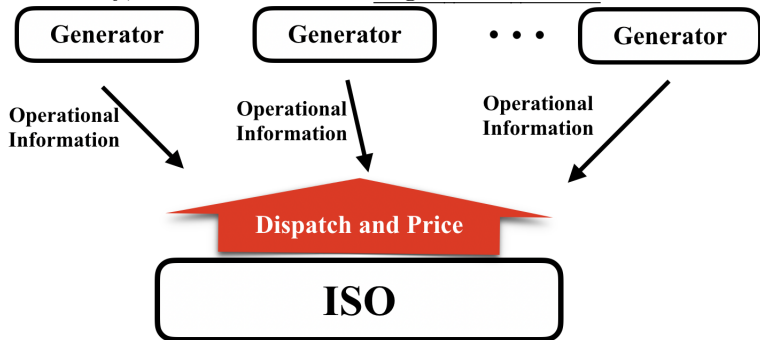 Generator
Generator
• • •
Generator
Operational
Information
Operational
Information
Operational
Information
Dispatch and Price
ISO